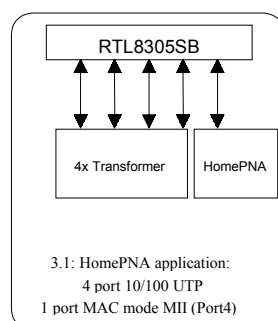 RTL8305SB
4x Transformer
HomePNA
3.1: HomePNA application:
4 port 10/100 UTP
1 port MAC mode MII (Port4)